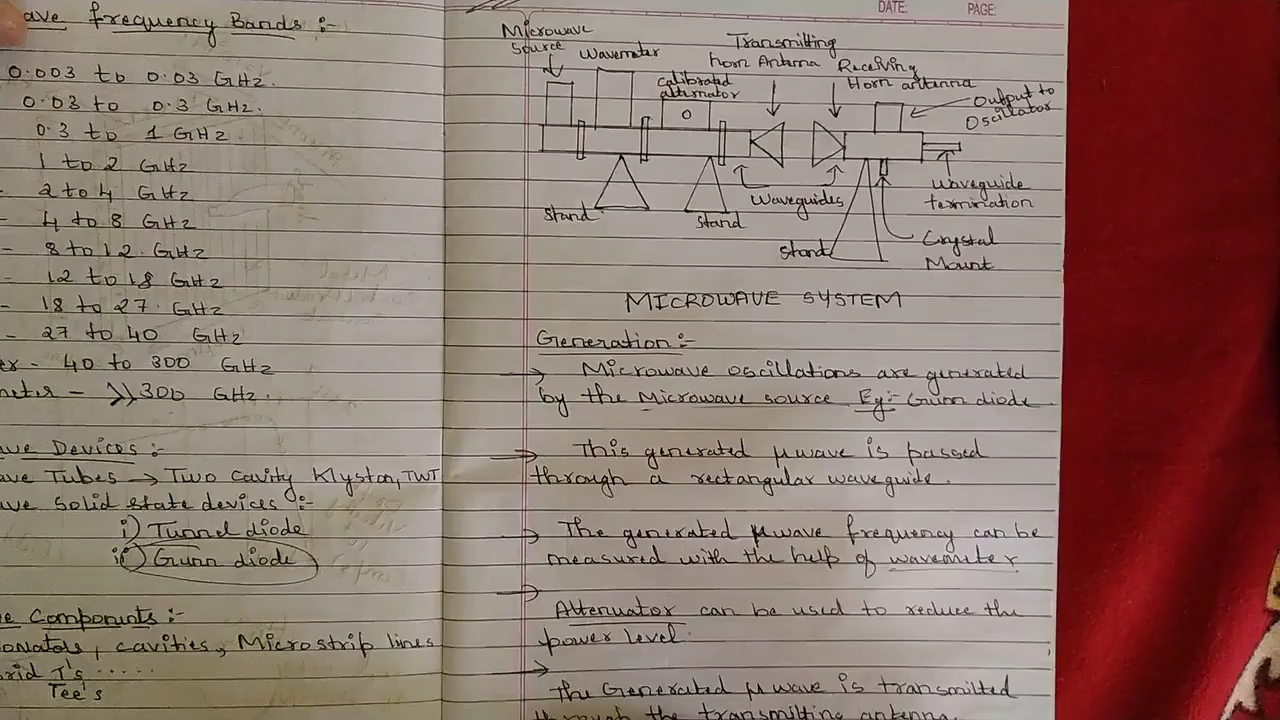 ave frequency Bands :-
0.003 to 0.03 GHz.
0.03 to 0.3 GHz.
0.3 to 1 GHz.
1 to 2 GHz
- 2 to 4 GHz
- 4 to 8 GHz
- 8 to 12 GHz
- 12 to 18 GHz
- 18 to 27 GHz
- 27 to 40 GHz
er - 40 to 300 GHz
meter - >>300 GHz.
ave Devices :-
ave Tubes → Two cavity Klyston, TWT
ave Solid state devices :-
i) Tunnel diode
ii) Gunn diode
e Components :-
onators, cavities, Microstrip lines
rid T's ......
Tee's
DATE: PAGE:
Microwave
Source
Wavemeter
calibrated
attenuator
Transmitting
horn Antenna
Receiving
Horn antenna
Output to
Oscillator
Stand
Stand
Waveguides
Stand
Waveguide
termination
Crystal
Mount
MICROWAVE SYSTEM
Generation :-
→ Microwave oscillations are generated
by the Microwave source Eg:- Gunn diode.
→ This generated μwave is passed
through a rectangular waveguide.
→ The generated μwave frequency can be
measured with the help of wavemeter
→ Attenuator can be used to reduce the
power level.
→ The Generated μwave is transmitted
through the transmitting antenna.